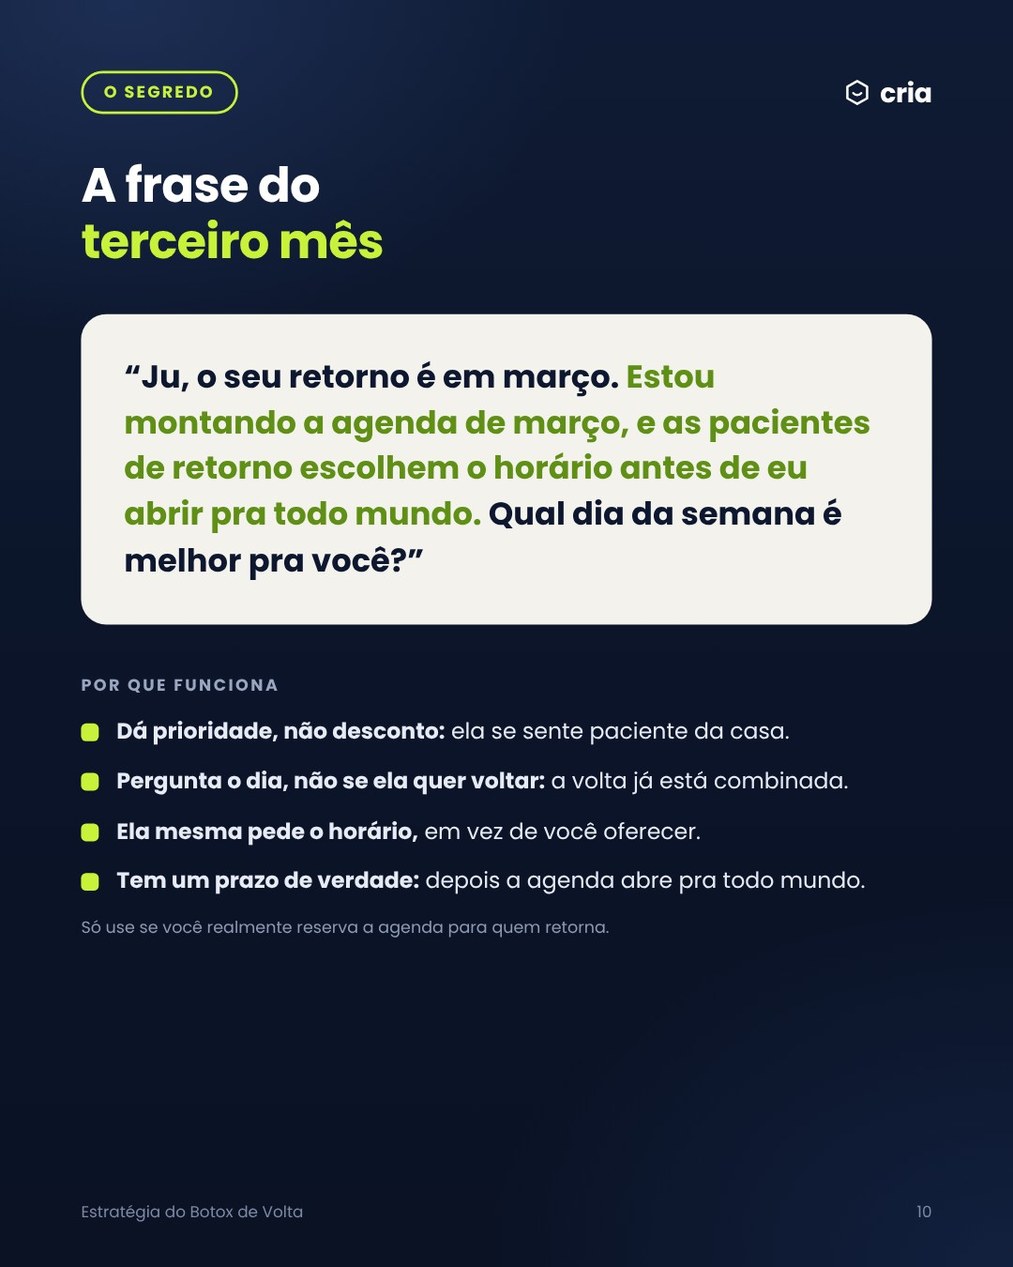 O SEGREDO
cria
A frase do
terceiro mês
“Ju, o seu retorno é em março. Estou
montando a agenda de março, e as pacientes
de retorno escolhem o horário antes de eu
abrir pra todo mundo. Qual dia da semana é
melhor pra você?”
POR QUE FUNCIONA
Dá prioridade, não desconto: ela se sente paciente da casa.
Pergunta o dia, não se ela quer voltar: a volta já está combinada.
Ela mesma pede o horário, em vez de você oferecer.
Tem um prazo de verdade: depois a agenda abre pra todo mundo.
Só use se você realmente reserva a agenda para quem retorna.
Estratégia do Botox de Volta
10